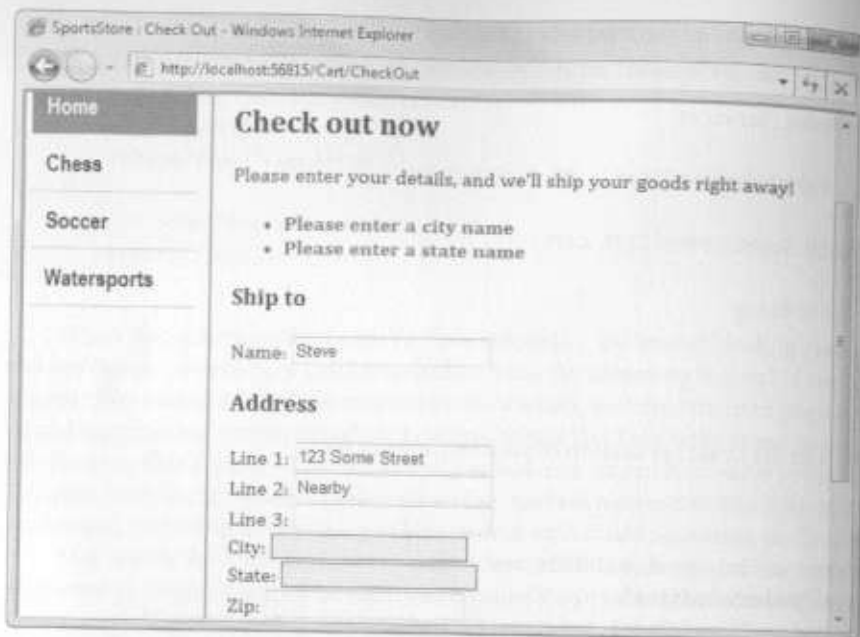 SportsStore : Check Out - Windows Internet Explorer
http://localhost:56815/Cart/CheckOut
Home
Chess
Soccer
Watersports
Check out now
Please enter your details, and we'll ship your goods right away!
• Please enter a city name
• Please enter a state name
Ship to
Name: Steve
Address
Line 1: 123 Some Street
Line 2: Nearby
Line 3:
City:
State:
Zip: